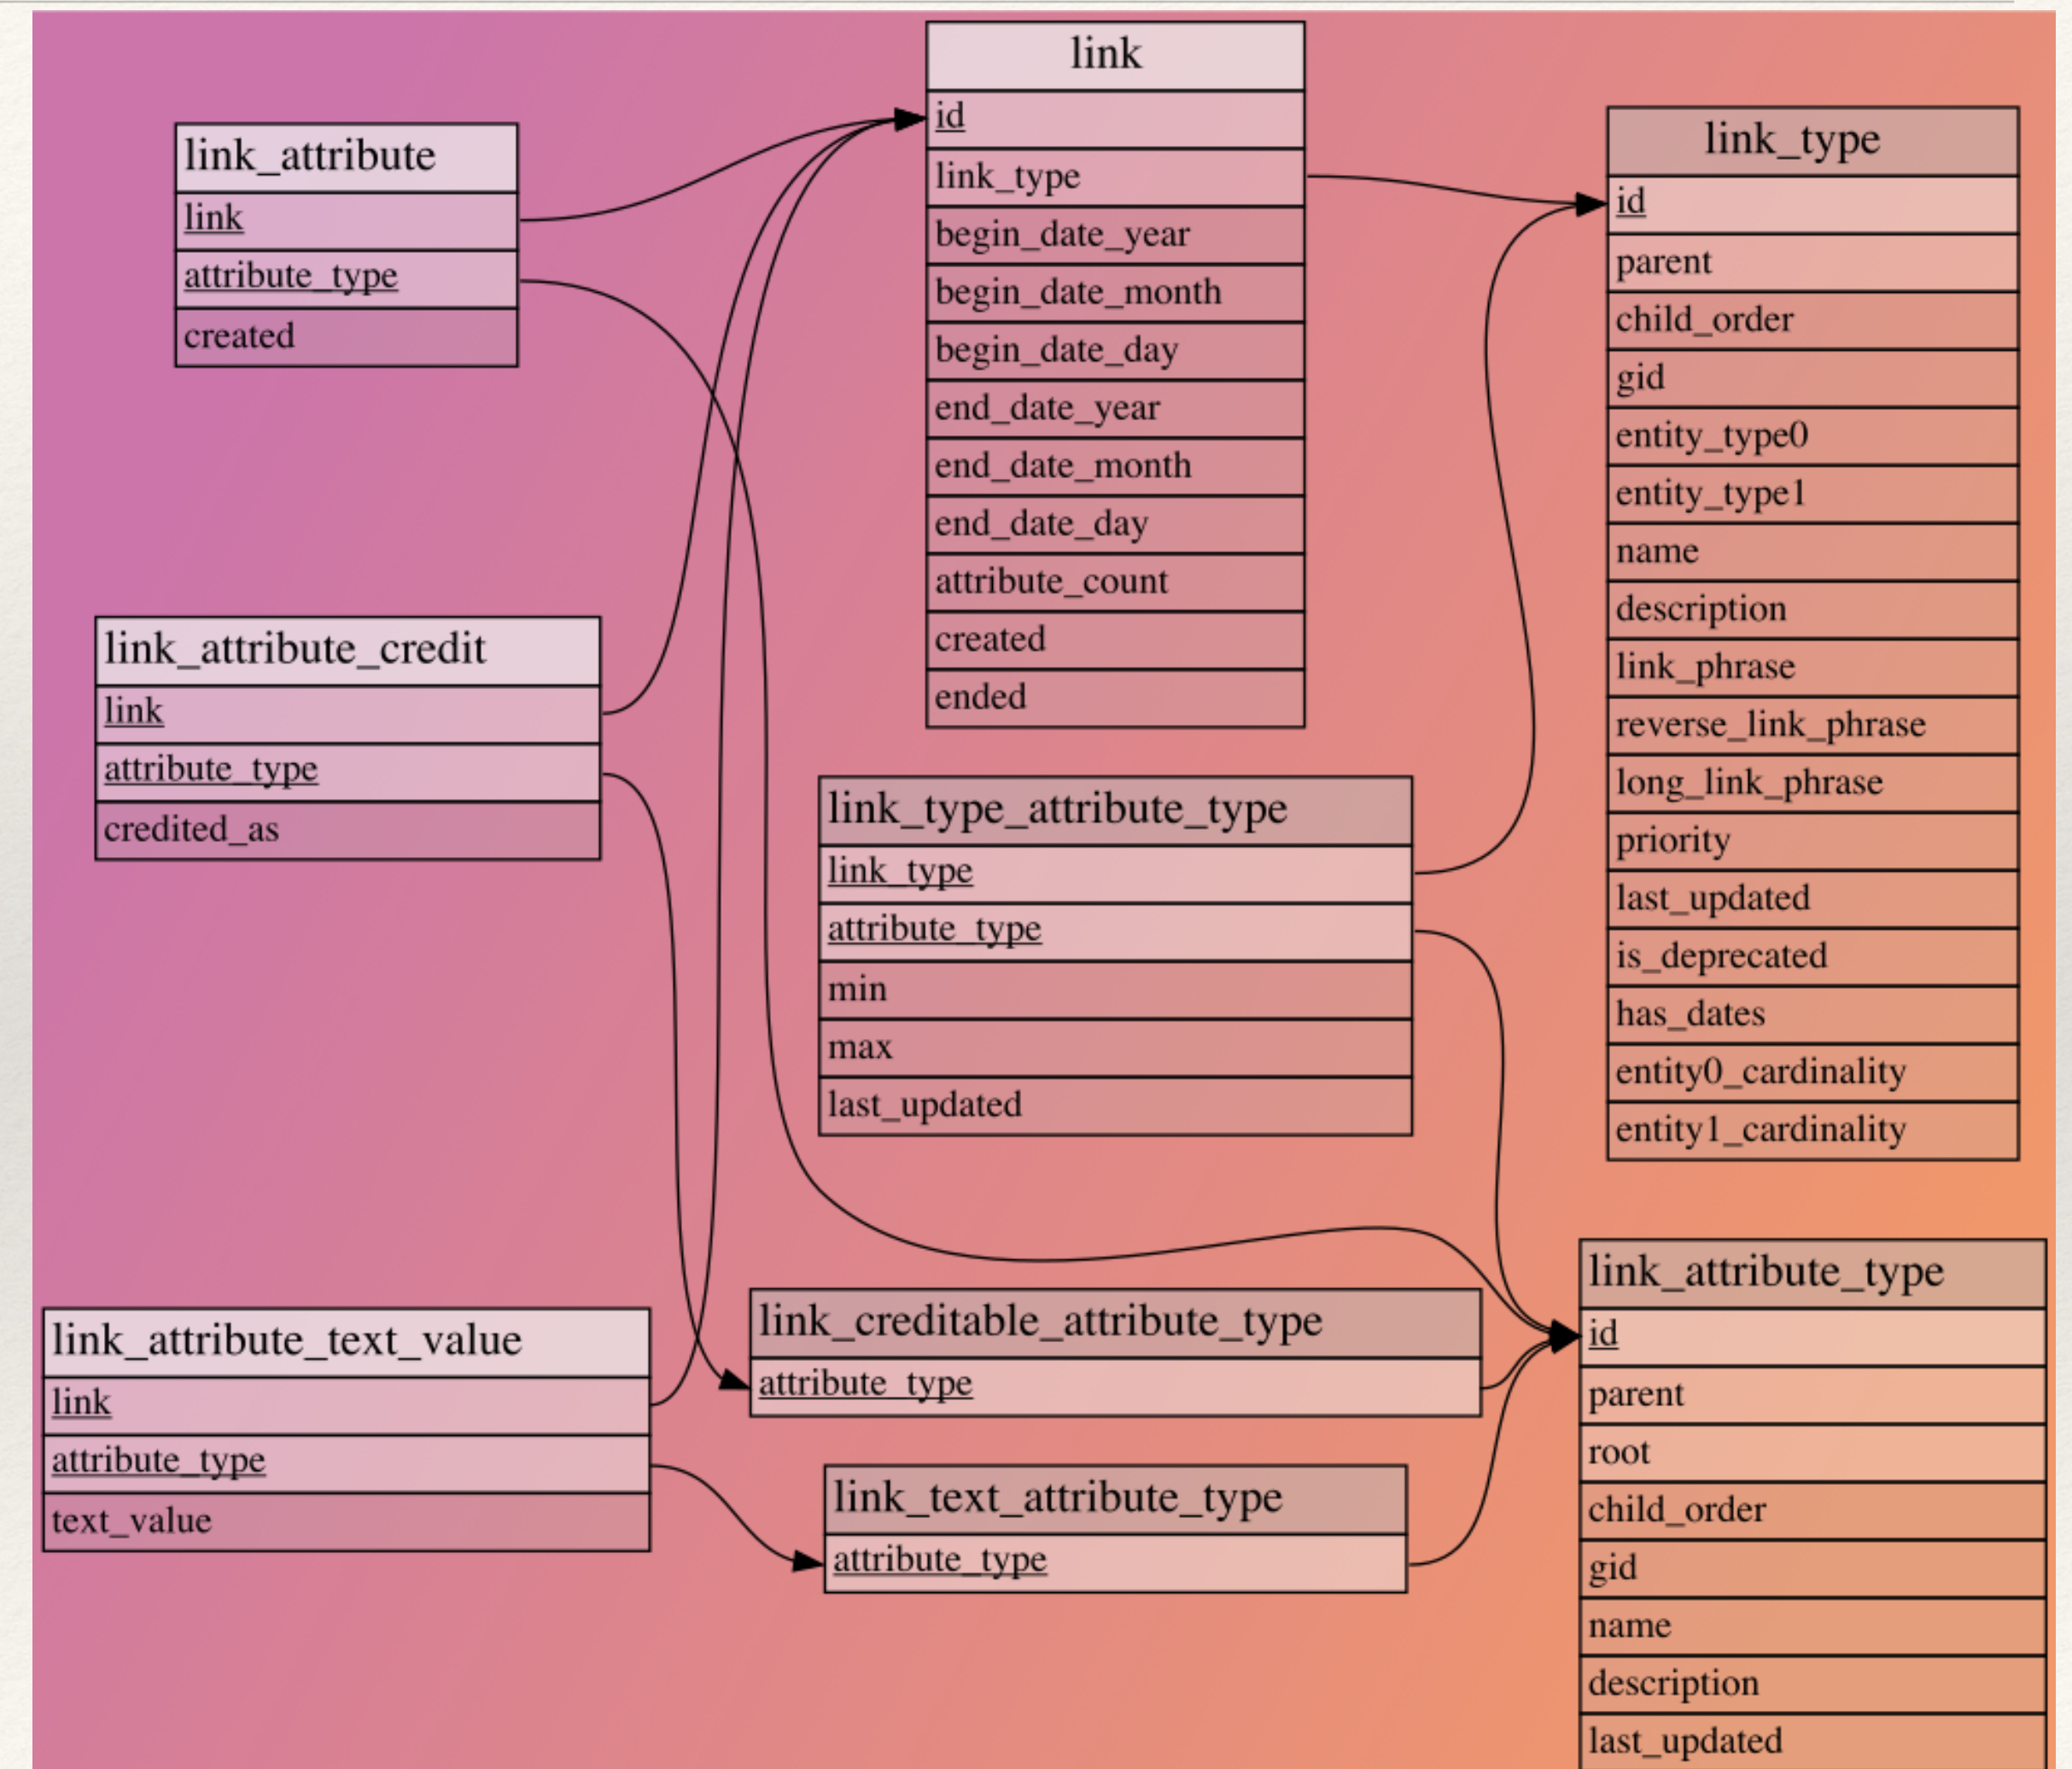 link
id
link_type
begin_date_year
begin_date_month
begin_date_day
end_date_year
end_date_month
end_date_day
attribute_count
created
ended
link_attribute
link
attribute_type
created
link_type
id
parent
child_order
gid
entity_type0
entity_type1
name
description
link_phrase
reverse_link_phrase
long_link_phrase
priority
last_updated
is_deprecated
has_dates
entity0_cardinality
entity1_cardinality
link_attribute_credit
link
attribute_type
credited_as
link_type_attribute_type
link_type
attribute_type
min
max
last_updated
link_attribute_text_value
link
attribute_type
text_value
link_creditable_attribute_type
attribute_type
link_text_attribute_type
attribute_type
link_attribute_type
id
parent
root
child_order
gid
name
description
last_updated